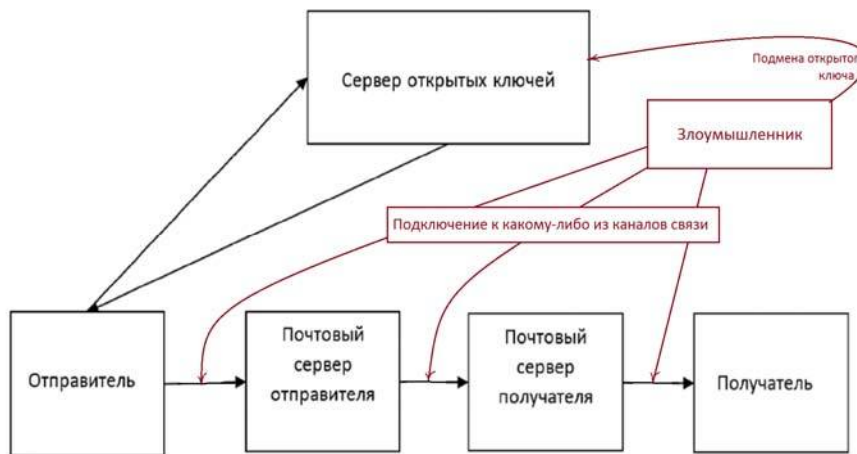 Сервер открытых ключей
Подмена открытог
ключа
Злоумышленник
Подключение к какому-либо из каналов связи
Отправитель
Почтовый
сервер
отправителя
Почтовый
сервер
получателя
Получатель